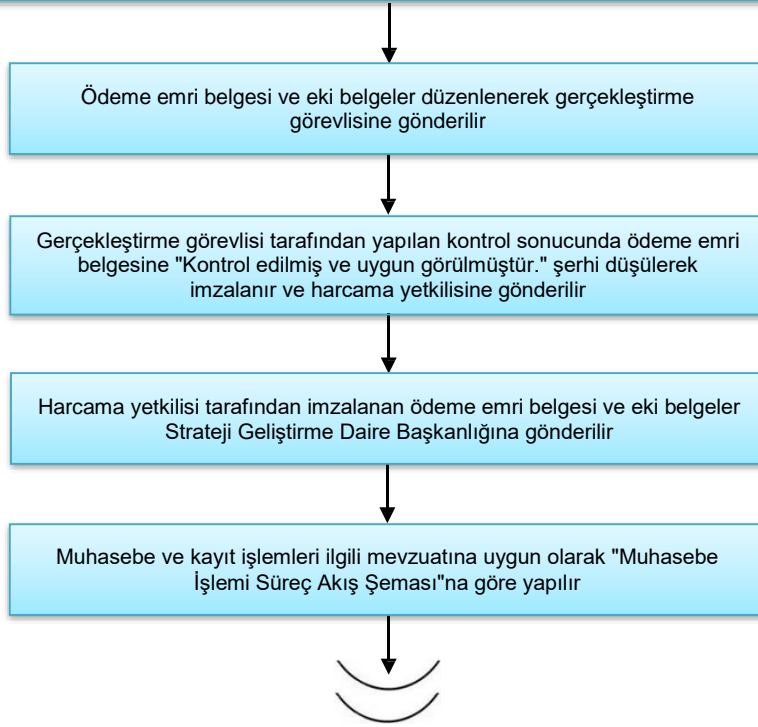 Ödeme emri belgesi ve eki belgeler düzenlenerek gerçekleştirme
görevlisine gönderilir
Gerçekleştirme görevlisi tarafından yapılan kontrol sonucunda ödeme emri
belgesine "Kontrol edilmiş ve uygun görülmüştür." şerhi düşülerek
imzalanır ve harcama yetkilisine gönderilir
Harcama yetkilisi tarafından imzalanan ödeme emri belgesi ve eki belgeler
Strateji Geliştirme Daire Başkanlığına gönderilir
Muhasebe ve kayıt işlemleri ilgili mevzuatına uygun olarak "Muhasebe
İşlemi Süreç Akış Şeması"na göre yapılır